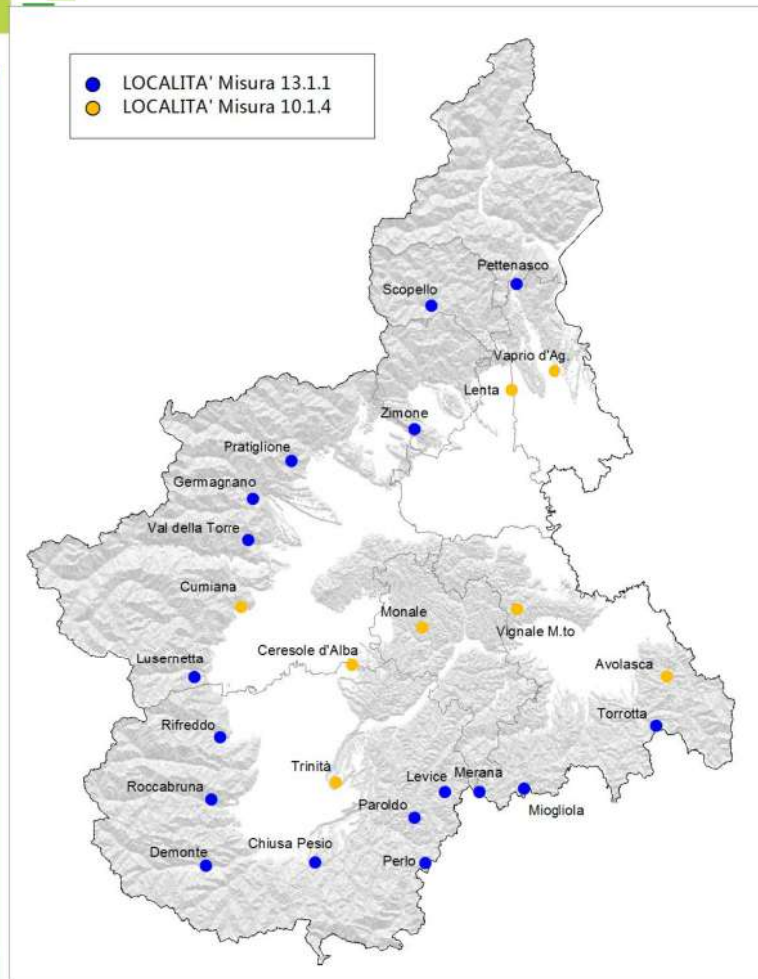 LOCALITA' Misura 13.1.1
LOCALITA' Misura 10.1.4
Pettenasco
Scopello
Vaprio d'Ag.
Lenta
Zimone
Pratiglione
Germagnano
Val della Torre
Cumiana
Monale
Vignale M.to
Ceresole d'Alba
Lusernetta
Avolasca
Torrotta
Rifreddo
Trinità
Roccabruna
Levice
Merana
Miogliola
Paroldo
Chiusa Pesio
Demonte
Perlo